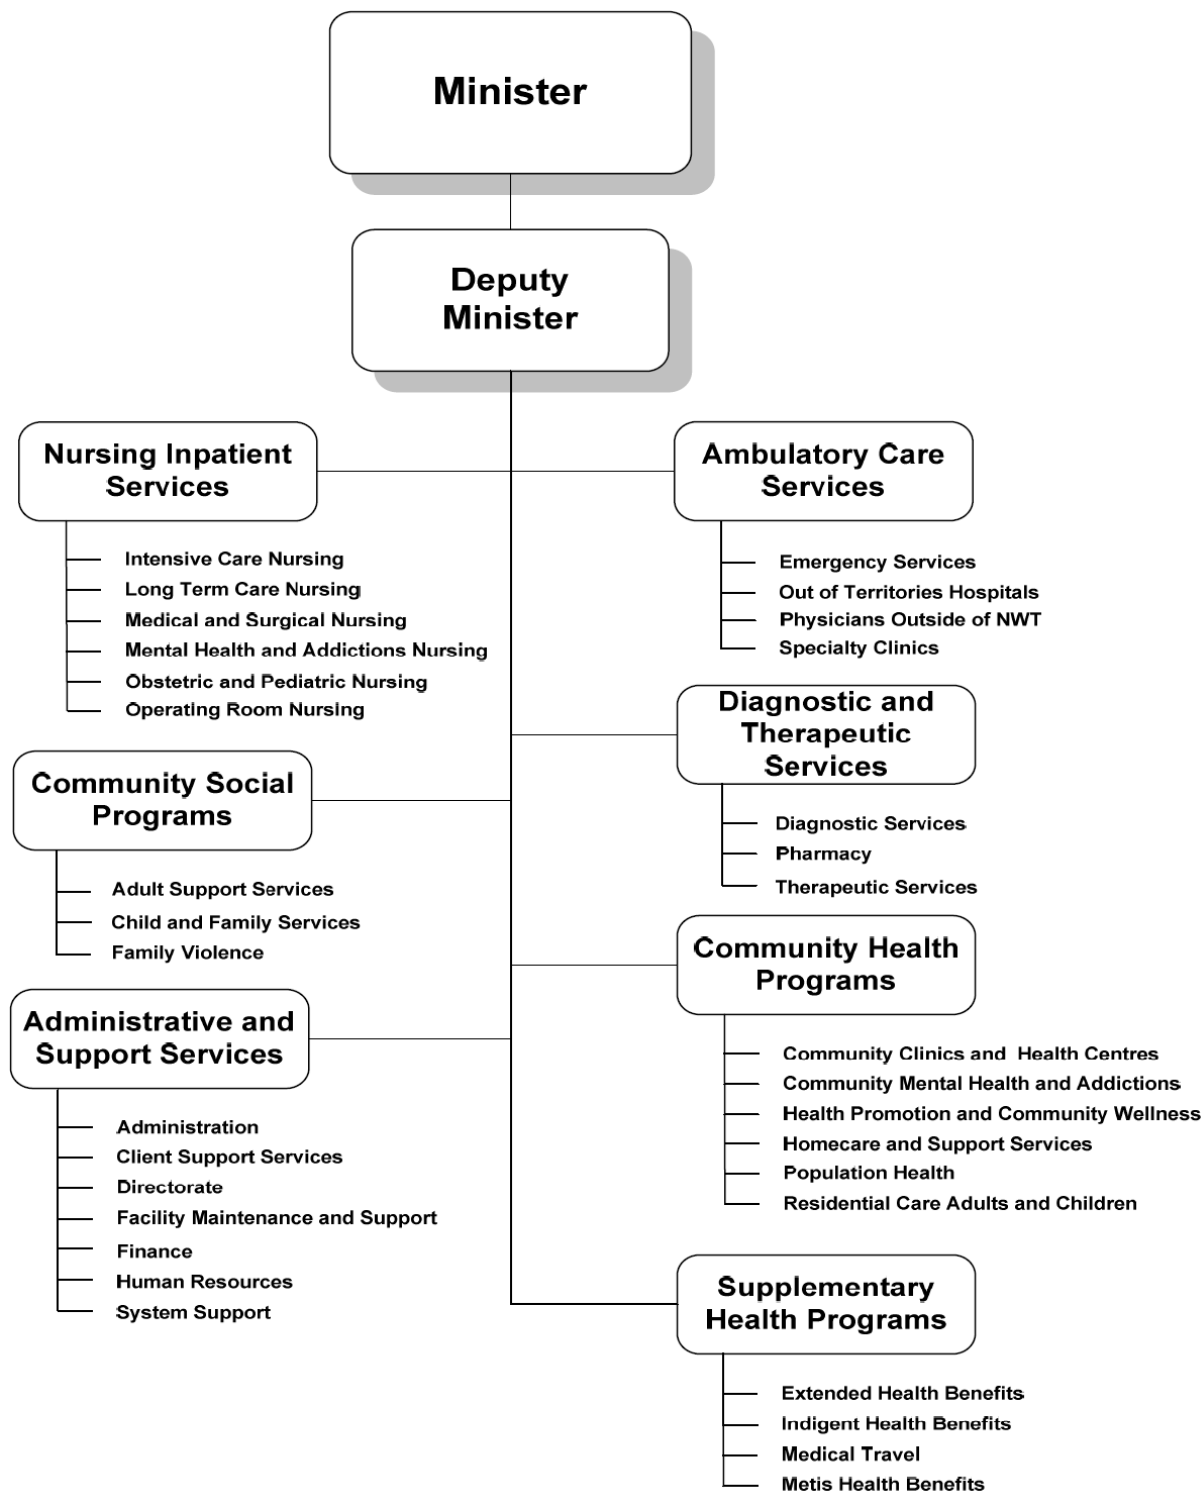 Minister
Deputy
Minister
Nursing Inpatient
Services
Intensive Care Nursing
Long Term Care Nursing
Medical and Surgical Nursing
Mental Health and Addictions Nursing
Obstetric and Pediatric Nursing
Operating Room Nursing
Community Social
Programs
Adult Support Services
Child and Family Services
Family Violence
Administrative and
Support Services
Administration
Client Support Services
Directorate
Facility Maintenance and Support
Finance
Human Resources
System Support
Ambulatory Care
Services
Emergency Services
Out of Territories Hospitals
Physicians Outside of NWT
Specialty Clinics
Diagnostic and
Therapeutic
Services
Diagnostic Services
Pharmacy
Therapeutic Services
Community Health
Programs
Community Clinics and Health Centres
Community Mental Health and Addictions
Health Promotion and Community Wellness
Homecare and Support Services
Population Health
Residential Care Adults and Children
Supplementary
Health Programs
Extended Health Benefits
Indigent Health Benefits
Medical Travel
Metis Health Benefits